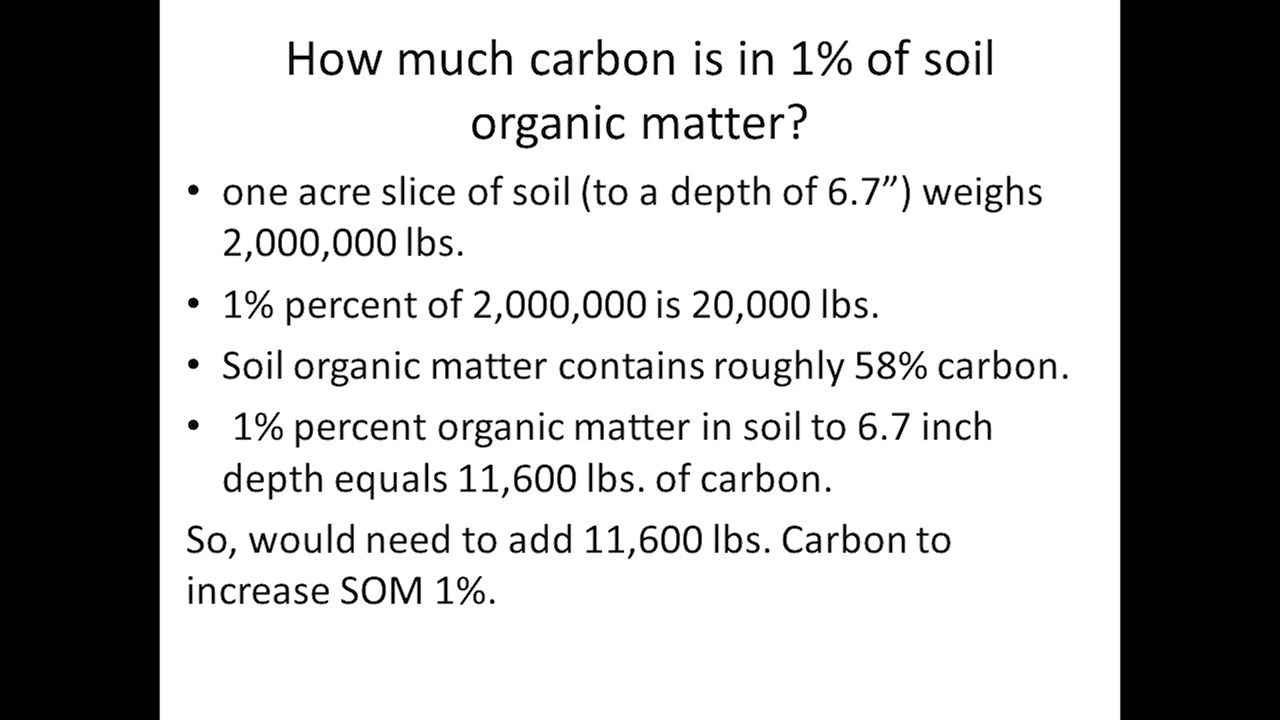 How much carbon is in 1% of soil
organic matter?
• one acre slice of soil (to a depth of 6.7”) weighs
2,000,000 lbs.
• 1% percent of 2,000,000 is 20,000 lbs.
• Soil organic matter contains roughly 58% carbon.
• 1% percent organic matter in soil to 6.7 inch
depth equals 11,600 lbs. of carbon.
So, would need to add 11,600 lbs. Carbon to
increase SOM 1%.